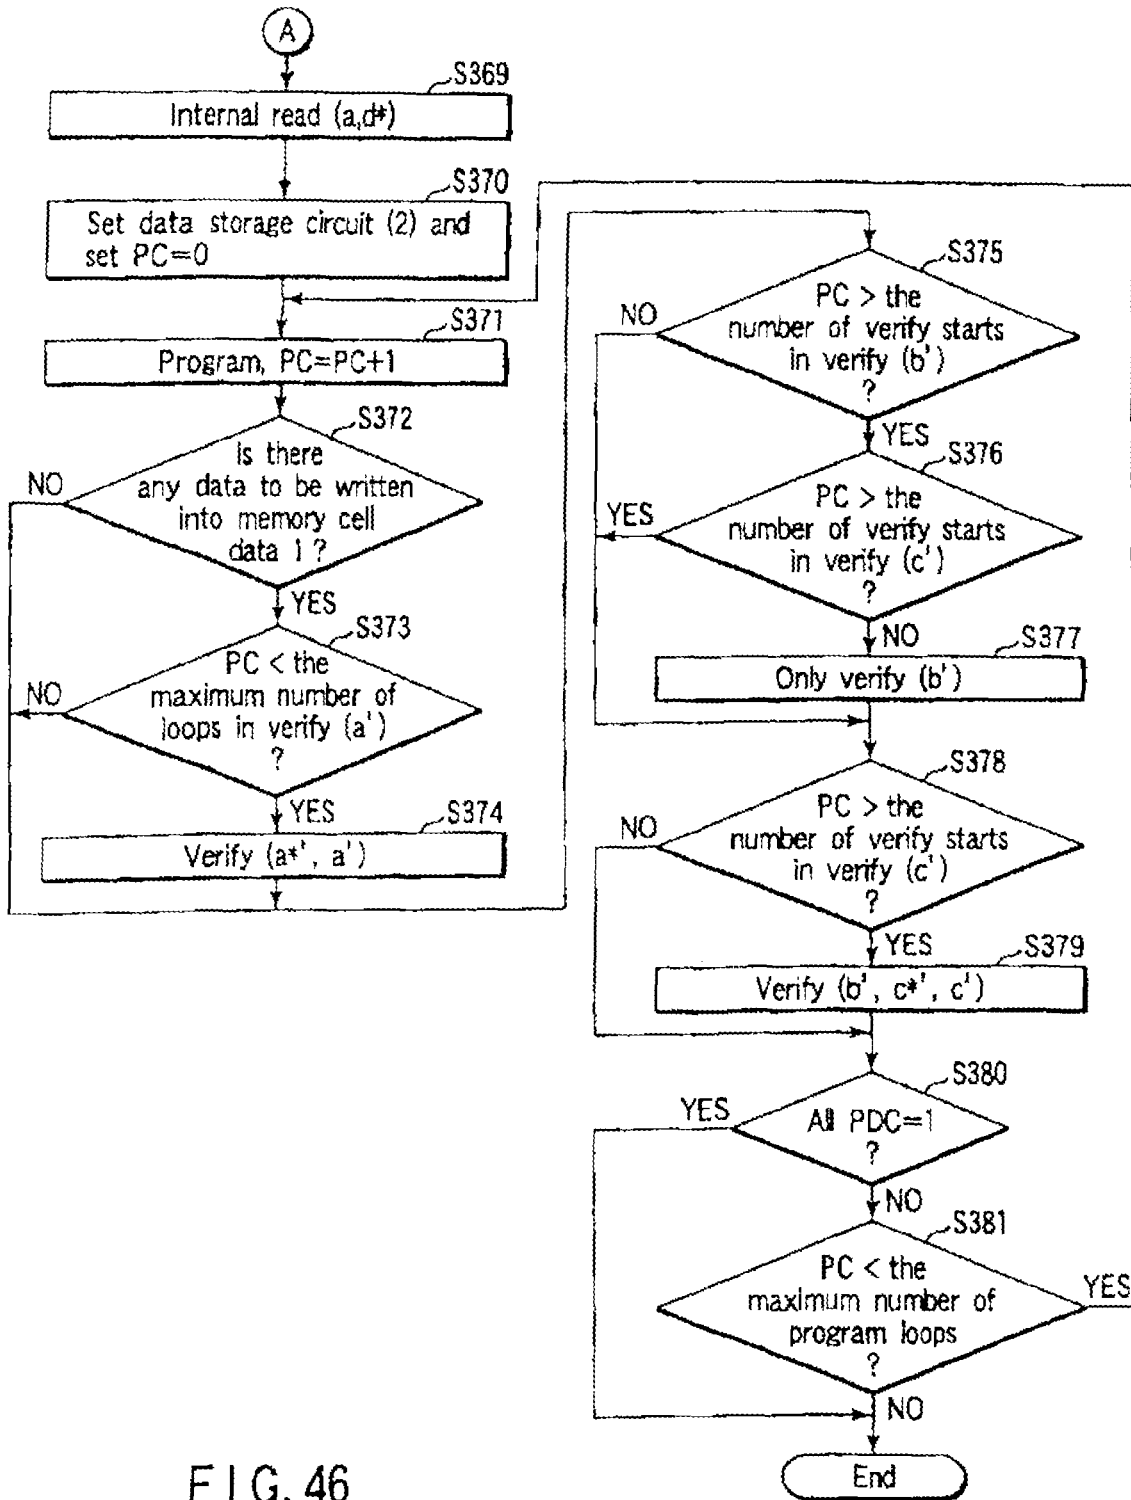 A
S369
Internal read (a,d*)
S370
Set data storage circuit (2) and
set PC=0
S371
Program, PC=PC+1
S372
Is there
any data to be written
into memory cell
data 1 ?
NO
YES
S373
PC < the
maximum number of
loops in verify (a')
?
NO
YES
S374
Verify (a*', a')
S375
PC > the
number of verify starts
in verify (b')
?
NO
YES
S376
PC > the
number of verify starts
in verify (c')
?
YES
NO
S377
Only verify (b')
S378
PC > the
number of verify starts
in verify (c')
?
NO
YES
S379
Verify (b', c*', c')
S380
All PDC=1
?
YES
NO
S381
PC < the
maximum number of
program loops
?
YES
NO
End
FIG. 46